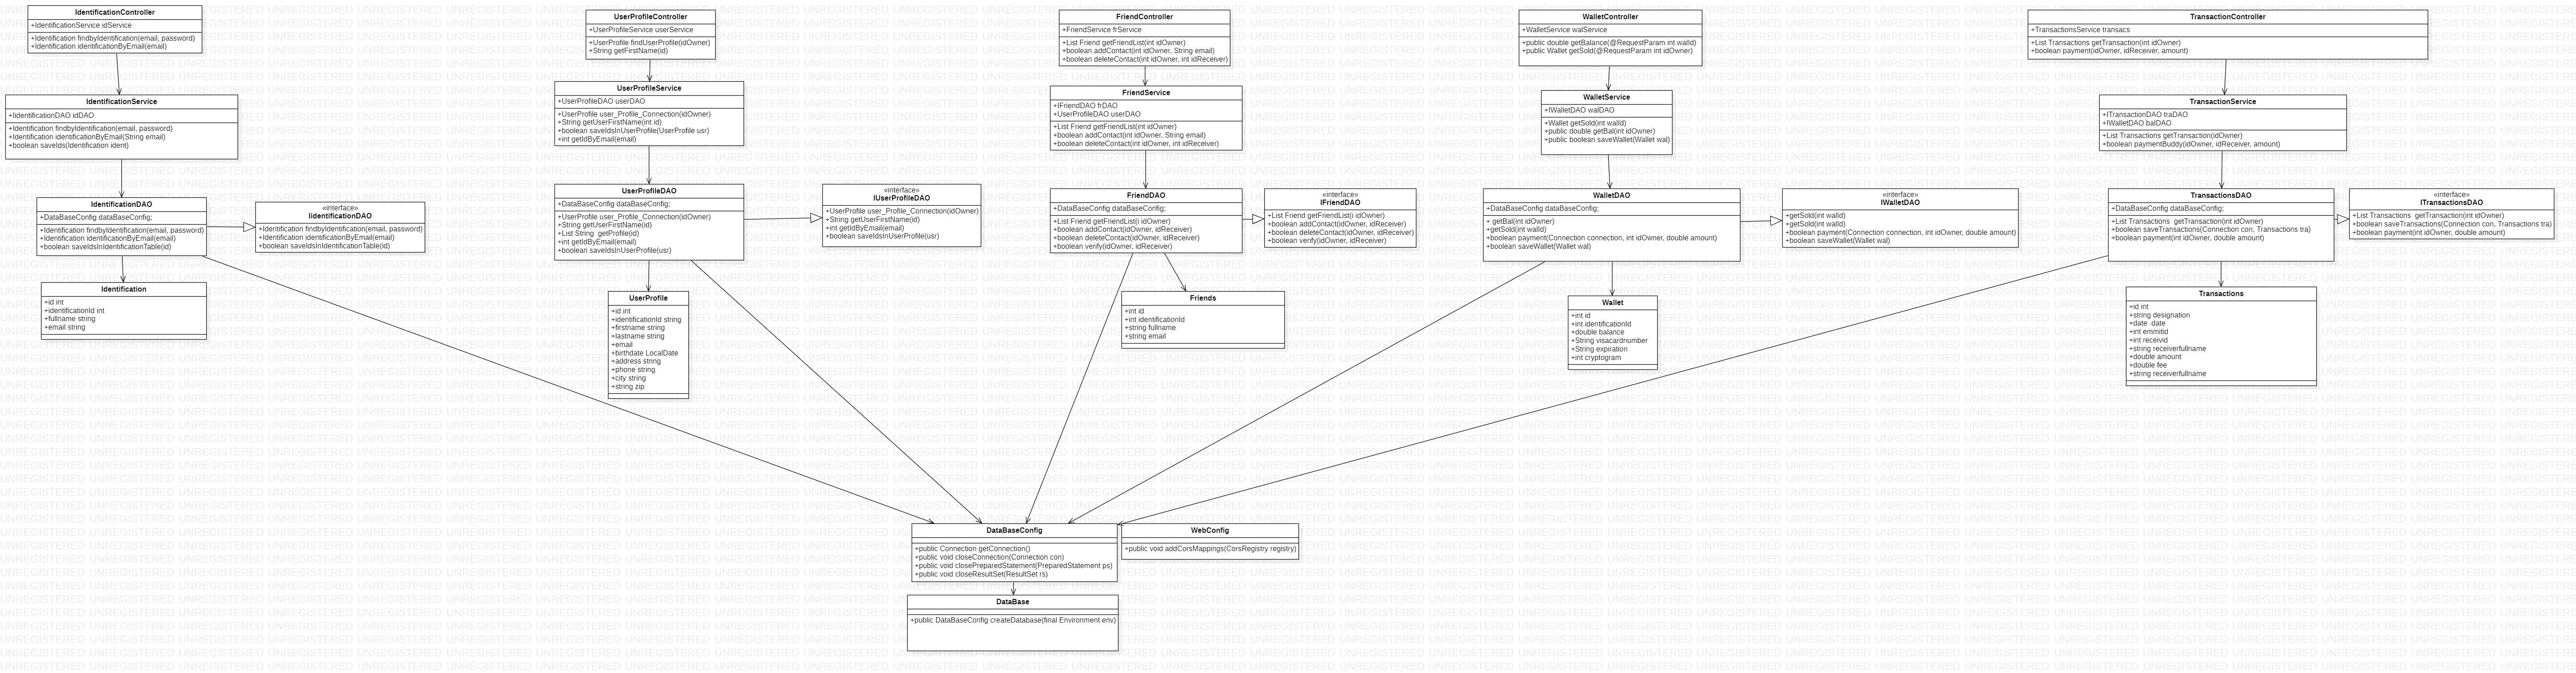 IdentificationController
+IdentificationService idService
+Identification findbyIdentification(email, password)
+Identification identificationByEmail(email)
UserProfileController
+UserProfileService userService
+UserProfile findUserProfile(idOwner)
+String getFirstName(id)
FriendController
+FriendService frService
+List Friend getFriendList(int idOwner)
+boolean addContact(int idOwner, String email)
+boolean deleteContact(int idOwner, int idReceiver)
WalletController
+WalletService walService
+public double getBalance(@RequestParam int walId)
+public Wallet getSold(@RequestParam int idOwner)
TransactionController
+TransactionsService transacs
+List Transactions getTransaction(int idOwner)
+boolean payment(idOwner, idReceiver, amount)
IdentificationService
+IidentificationDAO idDAO
+Identification findbyIdentification(email, password)
+Identification identificationByEmail(String email)
+boolean saveIds(Identification ident)
UserProfileService
+UserProfileDAO userDAO
+UserProfile user_Profile_Connection(idOwner)
+String getUserFirstName(int id)
+boolean saveIdsInUserProfile(UserProfile usr)
+int getIdByEmail(email)
FriendService
+IFriendDAO frDAO
+UserProfileDAO userDAO
+List Friend getFriendList(int idOwner)
+boolean addContact(int idOwner, String email)
+boolean deleteContact(int idOwner, int idReceiver)
WalletService
+IWalletDAO walDAO
+Wallet getSold(int walId)
+public double getBal(int idOwner)
+public boolean saveWallet(Wallet wal)
TransactionService
+ITransactionDAO traDAO
+IWalletDAO balDAO
+List Transactions getTransaction(idOwner)
+boolean paymentBuddy(idOwner, idReceiver, amount)
IdentificationDAO
+DataBaseConfig dataBaseConfig;
+Identification findbyIdentification(email, password)
+Identification identificationByEmail(email)
+boolean saveIdsInIdentificationTable(id)
«interface»
IidentificationDAO
+Identification findbyIdentification(email, password)
+Identification identificationByEmail(email)
+boolean saveIdsInIdentificationTable(id)
UserProfileDAO
+DataBaseConfig dataBaseConfig;
+UserProfile user_Profile_Connection(idOwner)
+String getUserFirstName(id)
+List String  getProfile(id)
+int getIdByEmail(email)
+boolean saveIdsInUserProfile(usr)
«interface»
IUserProfileDAO
+UserProfile user_Profile_Connection(idOwner)
+String getUserFirstName(id)
+int getIdByEmail(email)
+boolean saveIdsInUserProfile(usr)
FriendDAO
+DataBaseConfig dataBaseConfig;
+List Friend getFriendList(i idOwner)
+boolean addContact(idOwner, idReceiver)
+boolean deleteContact(idOwner, idReceiver)
+boolean verify(idOwner, idReceiver)
«interface»
IFriendDAO
+List Friend getFriendList(i idOwner)
+boolean addContact(idOwner, idReceiver)
+boolean deleteContact(idOwner, idReceiver)
+boolean verify(idOwner, idReceiver)
WalletDAO
+DataBaseConfig dataBaseConfig;
+ getBal(int idOwner)
+getSold(int walId)
+boolean payment(Connection connection, int idOwner, double amount)
+boolean saveWallet(Wallet wal)
«interface»
IWalletDAO
+getSold(int walId)
+getSold(int walId)
+boolean payment(Connection connection, int idOwner, double amount)
+boolean saveWallet(Wallet wal)
TransactionsDAO
+DataBaseConfig dataBaseConfig;
+List Transactions  getTransaction(int idOwner)
+boolean saveTransactions(Connection con, Transactions tra)
+boolean payment(int idOwner, double amount)
«interface»
ITransactionsDAO
+List Transactions  getTransaction(int idOwner)
+boolean saveTransactions(Connection con, Transactions tra)
+boolean payment(int idOwner, double amount)
Identification
+id int
+identificationId int
+fullname string
+email string
UserProfile
+id int
+identificationId string
+firstname string
+lastname string
+email
+birthdate LocalDate
+address string
+phone string
+city string
+string zip
Friends
+int id
+int identificationId
+string fullname
+string email
Wallet
+int id
+int identificationId
+double balance
+String visacardnumber
+String expiration
+int cryptogram
Transactions
+id int
+string designation
+date  date
+int emmitid
+int receivid
+string receiverfullname
+double amount
+double fee
+string receiverfullname
DataBaseConfig
+public Connection getConnection()
+public void closeConnection(Connection con)
+public void closePreparedStatement(PreparedStatement ps)
+public void closeResultSet(ResultSet rs)
WebConfig
+public void addCorsMappings(CorsRegistry registry)
DataBase
+public DataBaseConfig createDatabase(final Environment env)